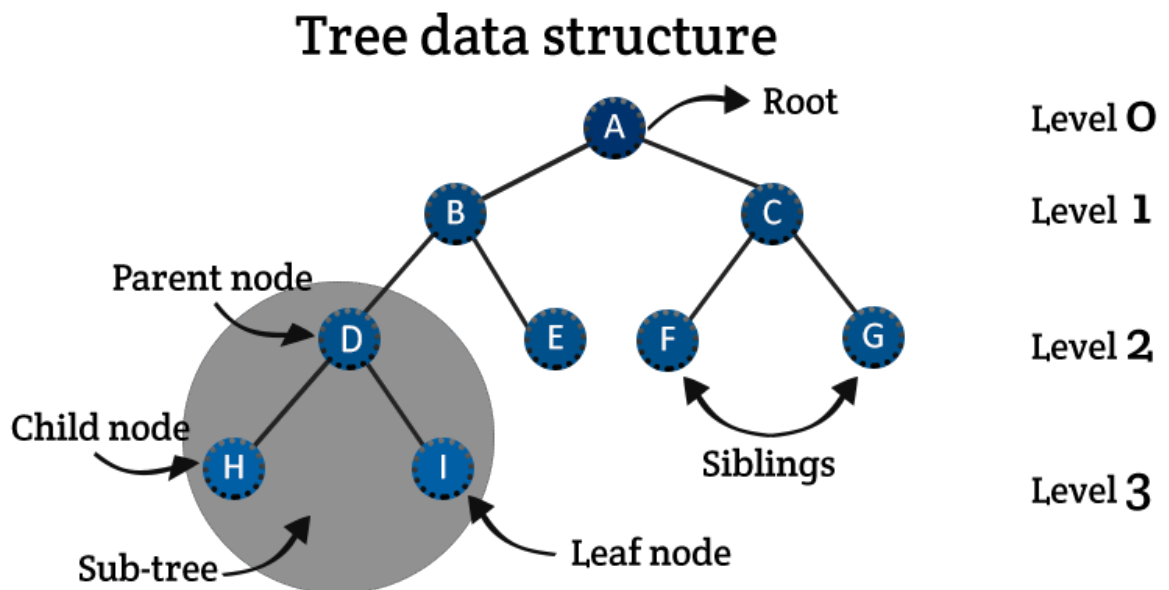 Tree data structure
A
Root
Level 0
B
C
Level 1
Parent node
D
E
F
G
Level 2
Child node
H
I
Siblings
Level 3
Sub-tree
Leaf node